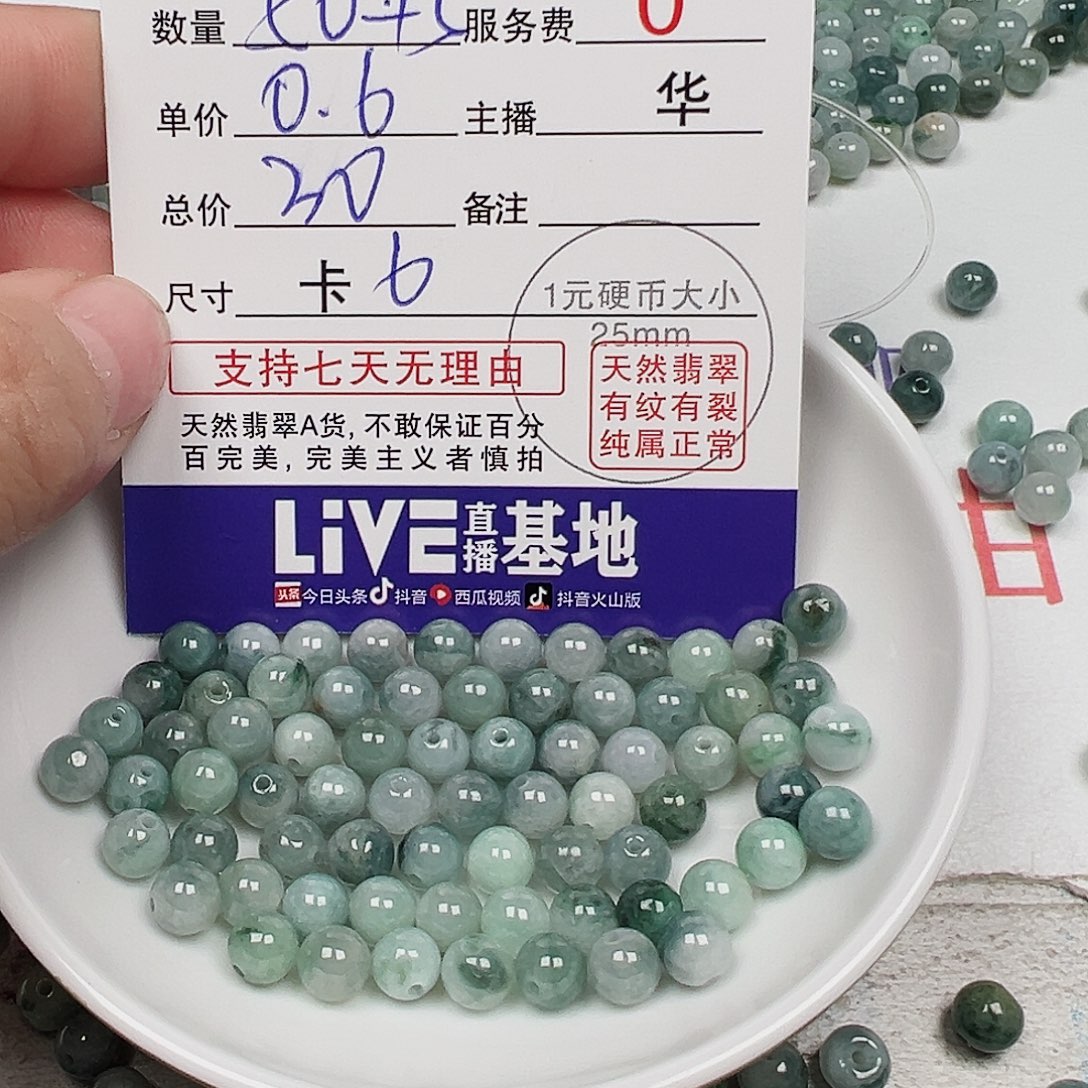 数量 50+5 服务费 0
单价 0.6 主播 华
总价 30 备注
尺寸 卡 6 1元硬币大小
25mm
支持七天无理由
天然翡翠
有纹有裂
纯属正常
天然翡翠A货,不敢保证百分
百完美,完美主义者慎拍
LiVE直播基地
头条 今日头条 抖音 西瓜视频 抖音火山版